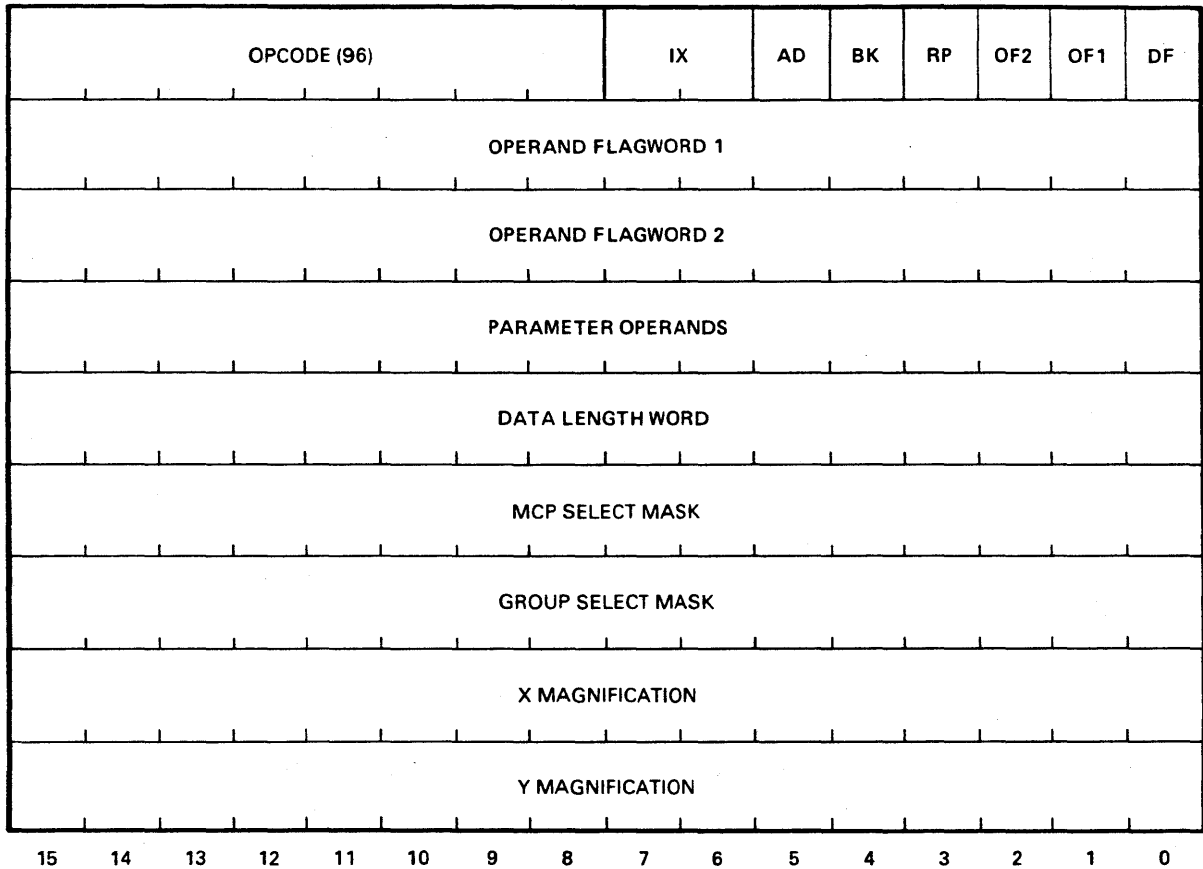 OPCODE (96) IX AD BK RP OF2 OF1 DF
OPERAND FLAGWORD 1
OPERAND FLAGWORD 2
PARAMETER OPERANDS
DATA LENGTH WORD
MCP SELECT MASK
GROUP SELECT MASK
X MAGNIFICATION
Y MAGNIFICATION
15 14 13 12 11 10 9 8 7 6 5 4 3 2 1 0